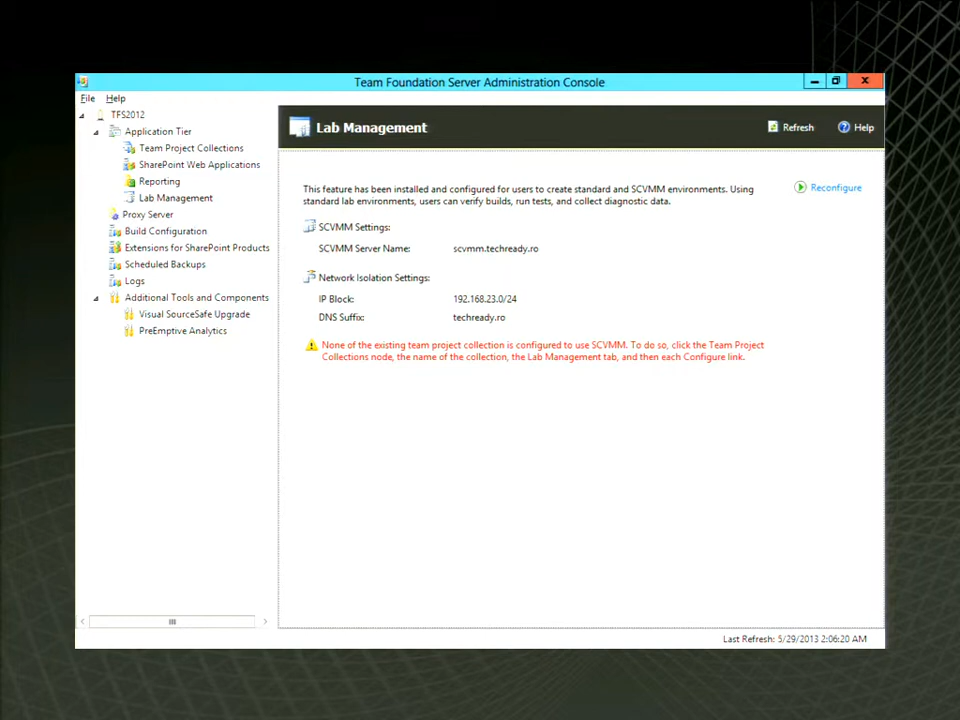 Team Foundation Server Administration Console
File Help
TFS2012
Application Tier
Team Project Collections
SharePoint Web Applications
Reporting
Lab Management
Proxy Server
Build Configuration
Extensions for SharePoint Products
Scheduled Backups
Logs
Additional Tools and Components
Visual SourceSafe Upgrade
PreEmptive Analytics
Lab Management
Refresh Help
This feature has been installed and configured for users to create standard and SCVMM environments. Using
standard lab environments, users can verify builds, run tests, and collect diagnostic data.
Reconfigure
SCVMM Settings:
SCVMM Server Name: scvmm.techready.ro
Network Isolation Settings:
IP Block: 192.168.23.0/24
DNS Suffix: techready.ro
None of the existing team project collection is configured to use SCVMM. To do so, click the Team Project
Collections node, the name of the collection, the Lab Management tab, and then each Configure link.
Last Refresh: 5/29/2013 2:06:20 AM